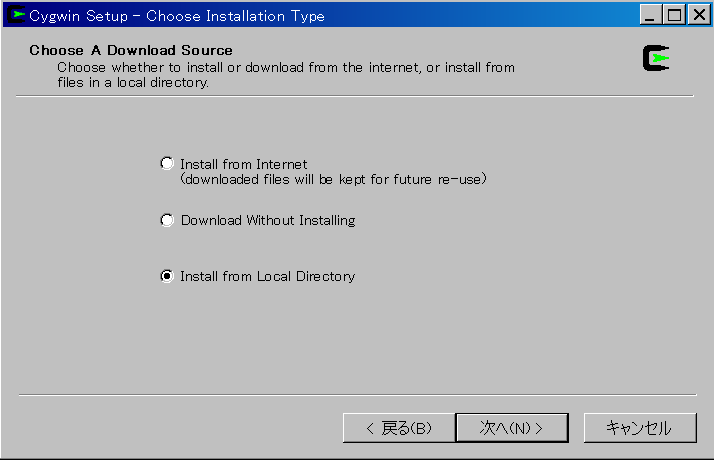 Cygwin Setup - Choose Installation Type
Choose A Download Source
Choose whether to install or download from the internet, or install from
files in a local directory.
Install from Internet
(downloaded files will be kept for future re-use)
Download Without Installing
Install from Local Directory
< 戻る(B)
次へ(N) >
キャンセル